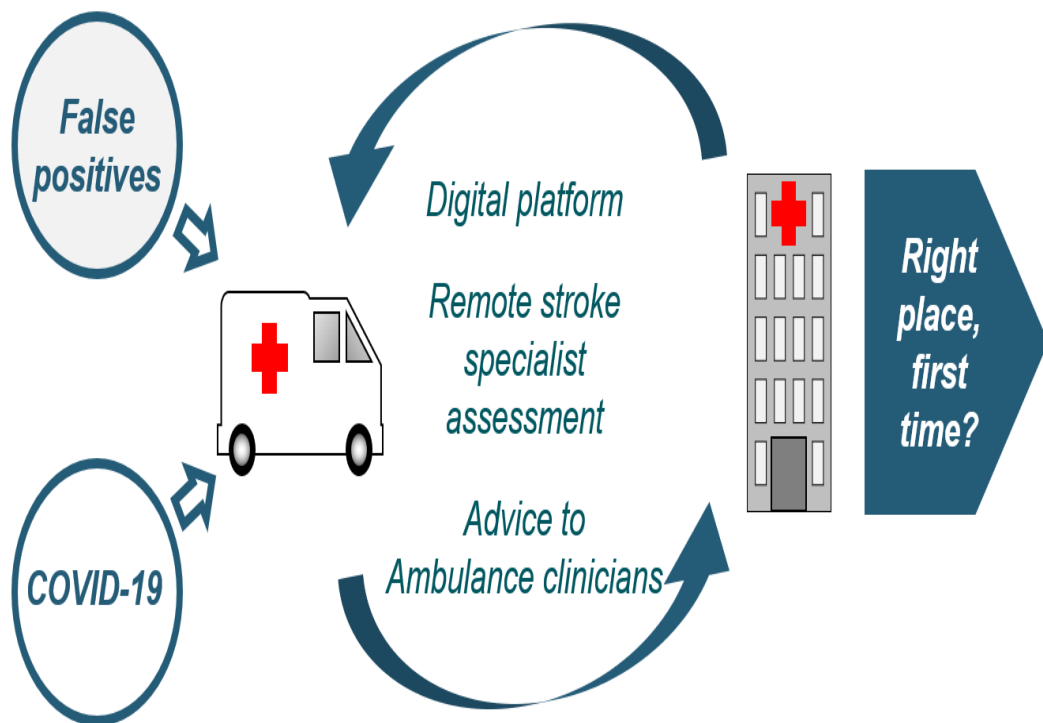 False
positives
COVID-19
Digital platform
Remote stroke
specialist
assessment
Advice to
Ambulance clinicians
Right
place,
first
time?